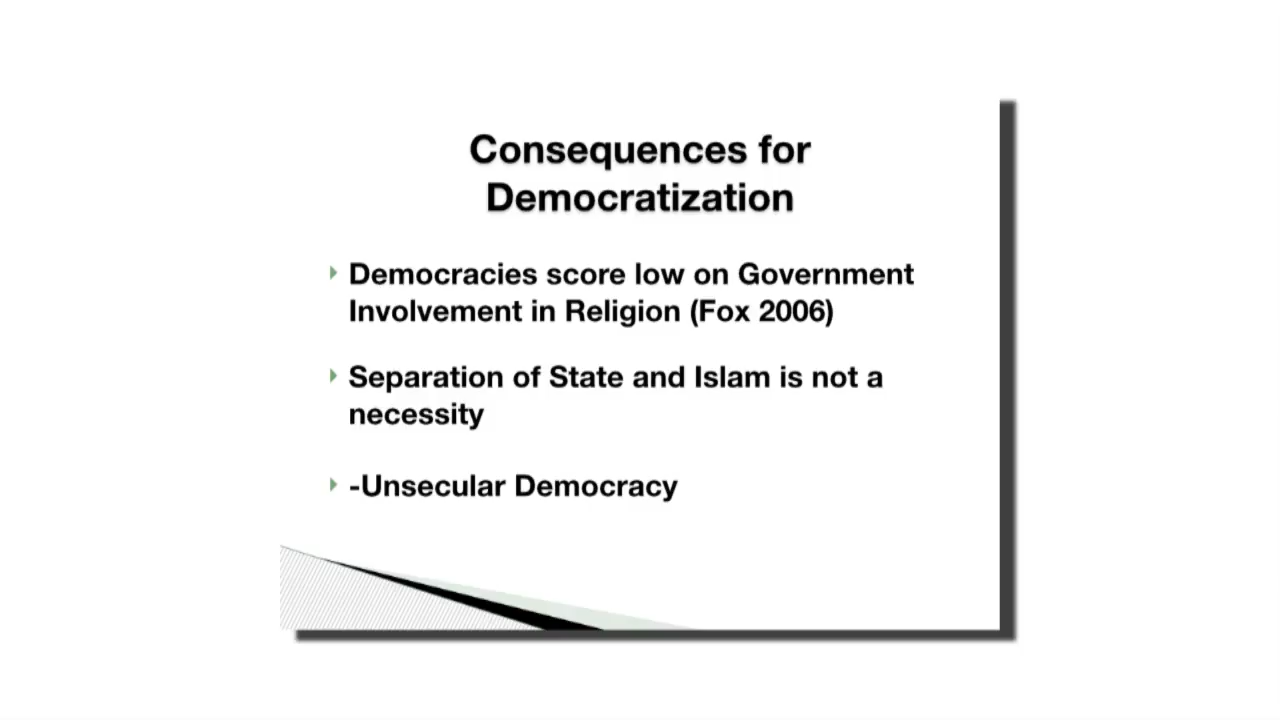 Consequences for
Democratization
Democracies score low on Government
Involvement in Religion (Fox 2006)
Separation of State and Islam is not a
necessity
-Unsecular Democracy